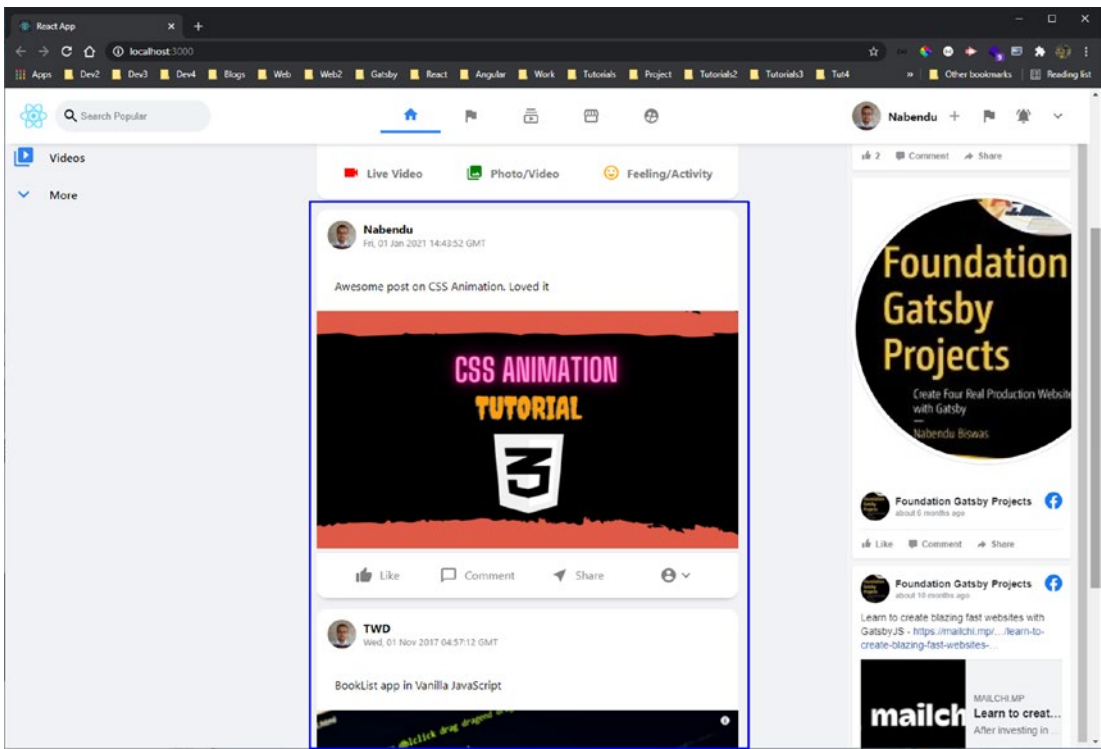 React App
localhost:3000
Apps Dev2 Dev3 Dev4 Blogs Web Web2 Gatsby React Angular Work Tutorials Project Tutorials2 Tutorials3 Tut4 » Other bookmarks Reading list
Search Popular
Nabendu
Videos
More
Live Video Photo/Video Feeling/Activity
Nabendu
Fri, 01 Jan 2021 14:43:52 GMT
Awesome post on CSS Animation. Loved it
CSS ANIMATION
TUTORIAL
3
Like Comment Share
TWD
Wed, 01 Nov 2017 04:57:12 GMT
BookList app in Vanilla JavaScript
dblclick drag dragend
2 Comment Share
Foundation
Gatsby
Projects
Create Four Real Production Website
with Gatsby
Nabendu Biswas
Foundation Gatsby Projects
about 6 months ago
Like Comment Share
Foundation Gatsby Projects
about 10 months ago
Learn to create blazing fast websites with
GatsbyJS - https://mailchi.mp/.../learn-to-
create-blazing-fast-websites-...
mailch
MAILCHI.MP
Learn to creat...
After investing in ...